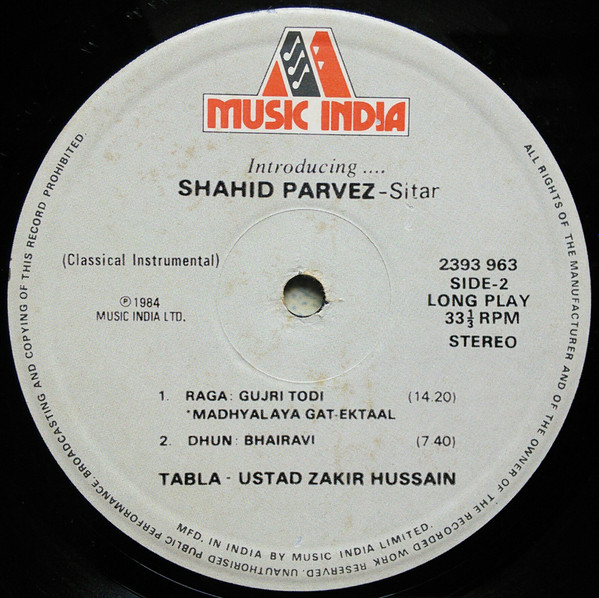 MUSIC INDIA
Introducing ....
SHAHID PARVEZ-Sitar
(Classical Instrumental)
℗ 1984
MUSIC INDIA LTD.
2393 963
SIDE-2
LONG PLAY
33 1/3 RPM
STEREO
1. RAGA: GUJRI TODI (14.20)
*MADHYALAYA GAT-EKTAAL
2. DHUN: BHAIRAVI (7.40)
TABLA - USTAD ZAKIR HUSSAIN
MFD. IN INDIA BY MUSIC INDIA LIMITED.
ALL RIGHTS OF THE MANUFACTURER AND OF THE OWNER OF THE RECORDED WORK RESERVED. UNAUTHORISED PUBLIC PERFORMANCE, BROADCASTING AND COPYING OF THIS RECORD PROHIBITED.